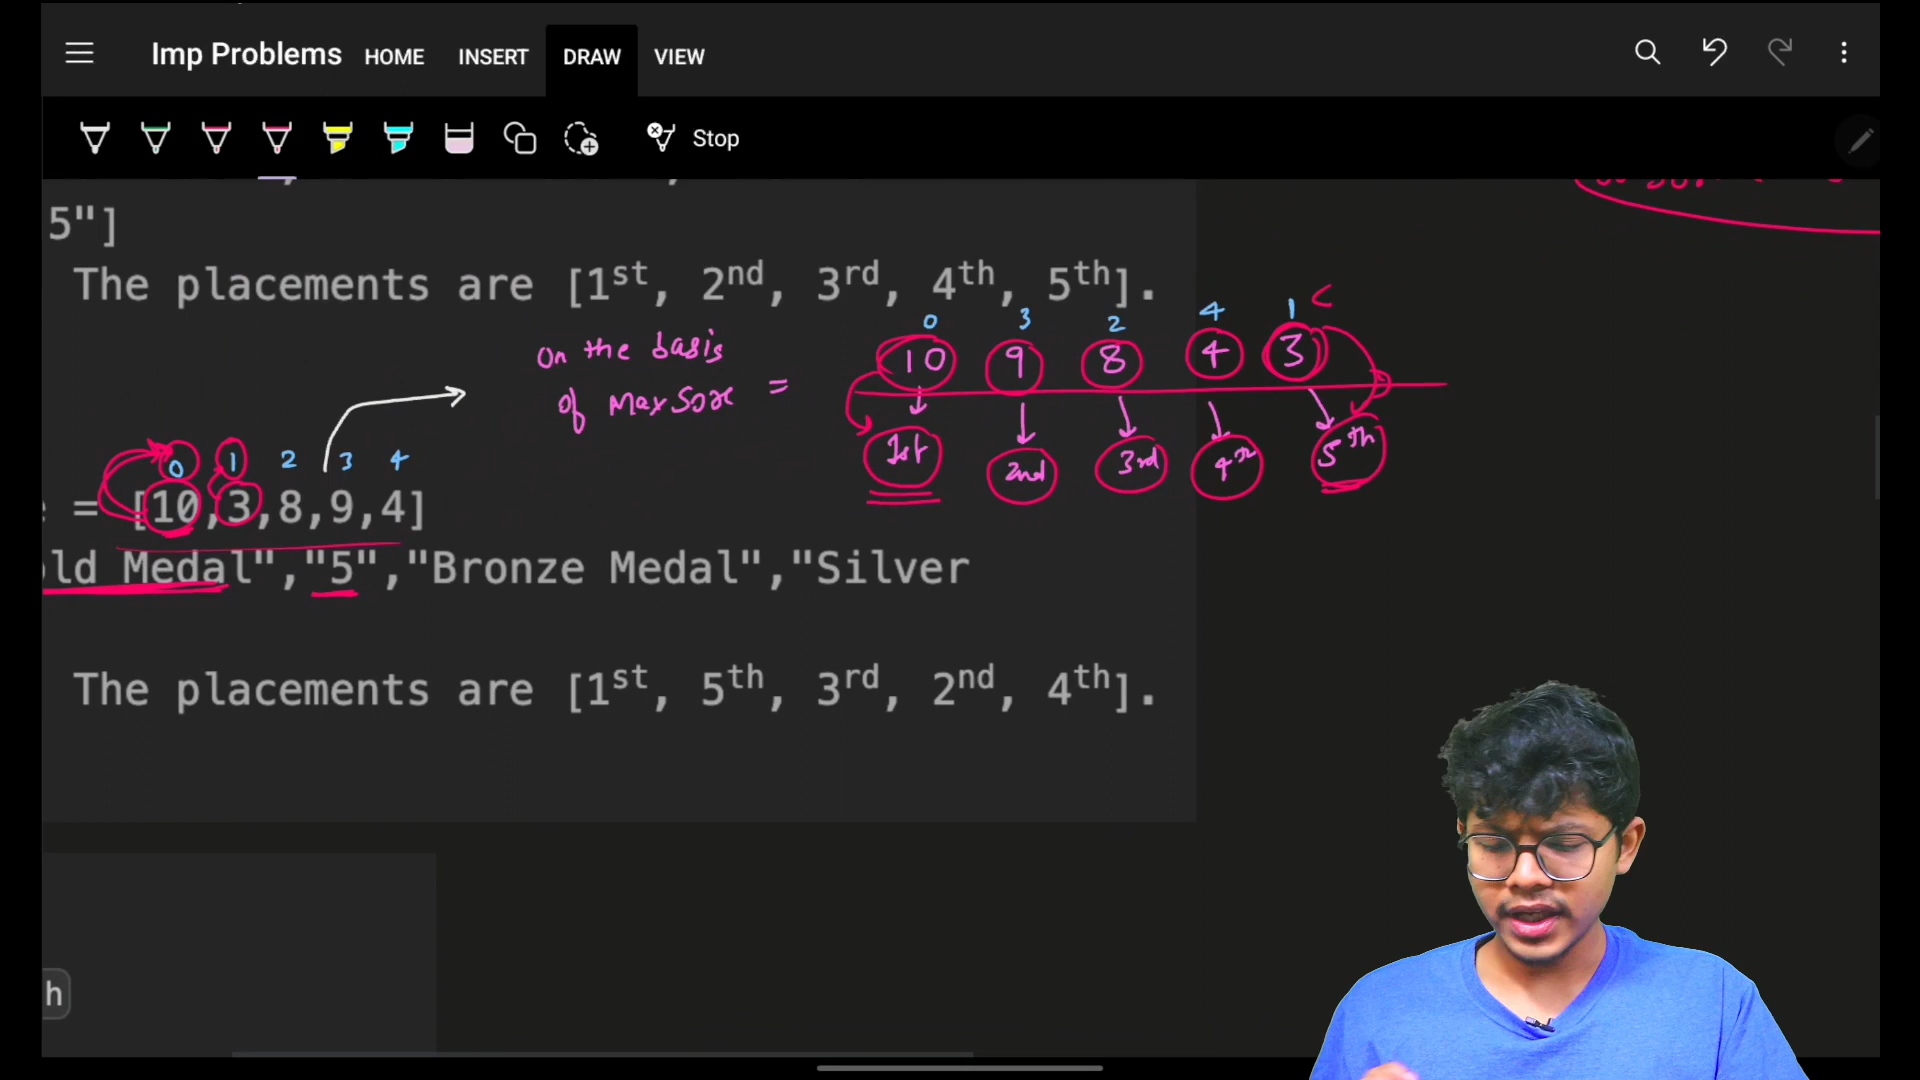 Imp Problems HOME INSERT DRAW VIEW
Stop
5"]
The placements are [1st, 2nd, 3rd, 4th, 5th].
0 3 2 4 1
on the basis
10 9 8 4 3
of Max Score =
1st 2nd 3rd 4th 5th
0 1 2 3 4
= [10,3,8,9,4]
ld Medal","5","Bronze Medal","Silver
The placements are [1st, 5th, 3rd, 2nd, 4th].
h